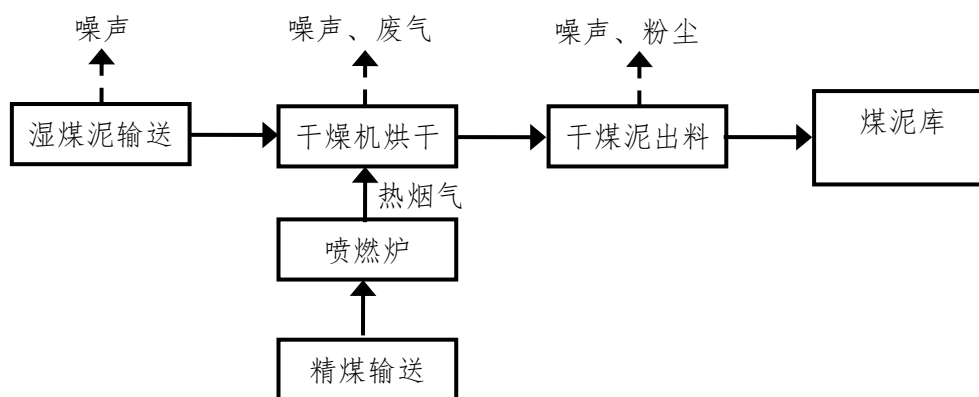 噪声
噪声、废气
噪声、粉尘
湿煤泥输送
干燥机烘干
干煤泥出料
煤泥库
热烟气
喷燃炉
精煤输送